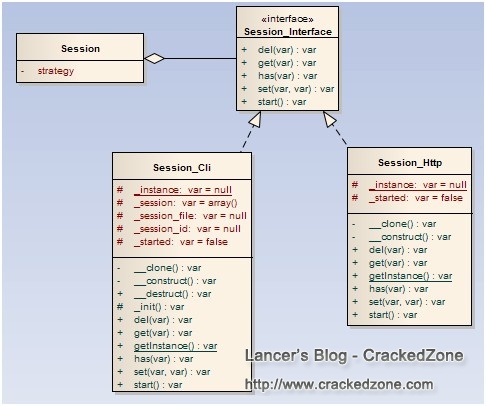 Session
- strategy
«interface»
Session_Interface
+ del(var) : var
+ get(var) : var
+ has(var) : var
+ set(var, var) : var
+ start() : var
Session_Cli
# _instance: var = null
# _session: var = array()
# _session_file: var = null
# _session_id: var = null
# _started: var = false
- __clone() : var
- __construct() : var
+ __destruct() : var
# _init() : var
+ del(var) : var
+ get(var) : var
+ getInstance() : var
+ has(var) : var
+ set(var, var) : var
+ start() : var
Session_Http
# _instance: var = null
# _started: var = false
- __clone() : var
- __construct() : var
+ del(var) : var
+ get(var) : var
+ getInstance() : var
+ has(var) : var
+ set(var, var) : var
+ start() : var
Lancer's Blog - CrackedZone
http://www.crackedzone.com